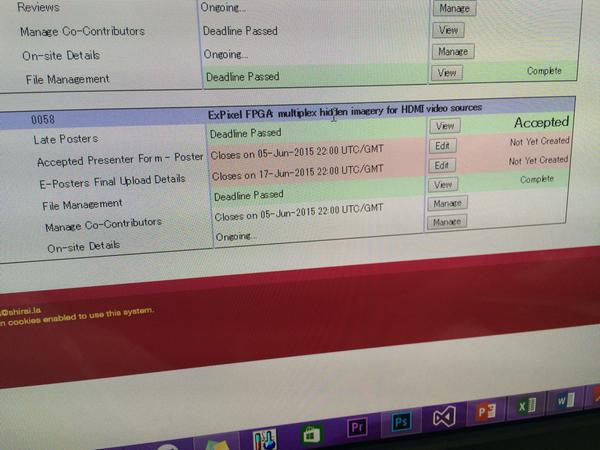 Reviews Ongoing... Manage
Manage Co-Contributors Deadline Passed View
On-site Details Ongoing... Manage
File Management Deadline Passed View Complete
0058 ExPixel FPGA multiplex hidden imagery for HDMI video sources
Late Posters Deadline Passed View Accepted
Accepted Presenter Form - Poster Closes on 05-Jun-2015 22:00 UTC/GMT Edit Not Yet Created
E-Posters Final Upload Details Closes on 17-Jun-2015 22:00 UTC/GMT Edit Not Yet Created
File Management Deadline Passed View Complete
Manage Co-Contributors Closes on 05-Jun-2015 22:00 UTC/GMT Manage
On-site Details Ongoing... Manage
@shirai.la
n cookies enabled to use this system.
Pr Ps P X W